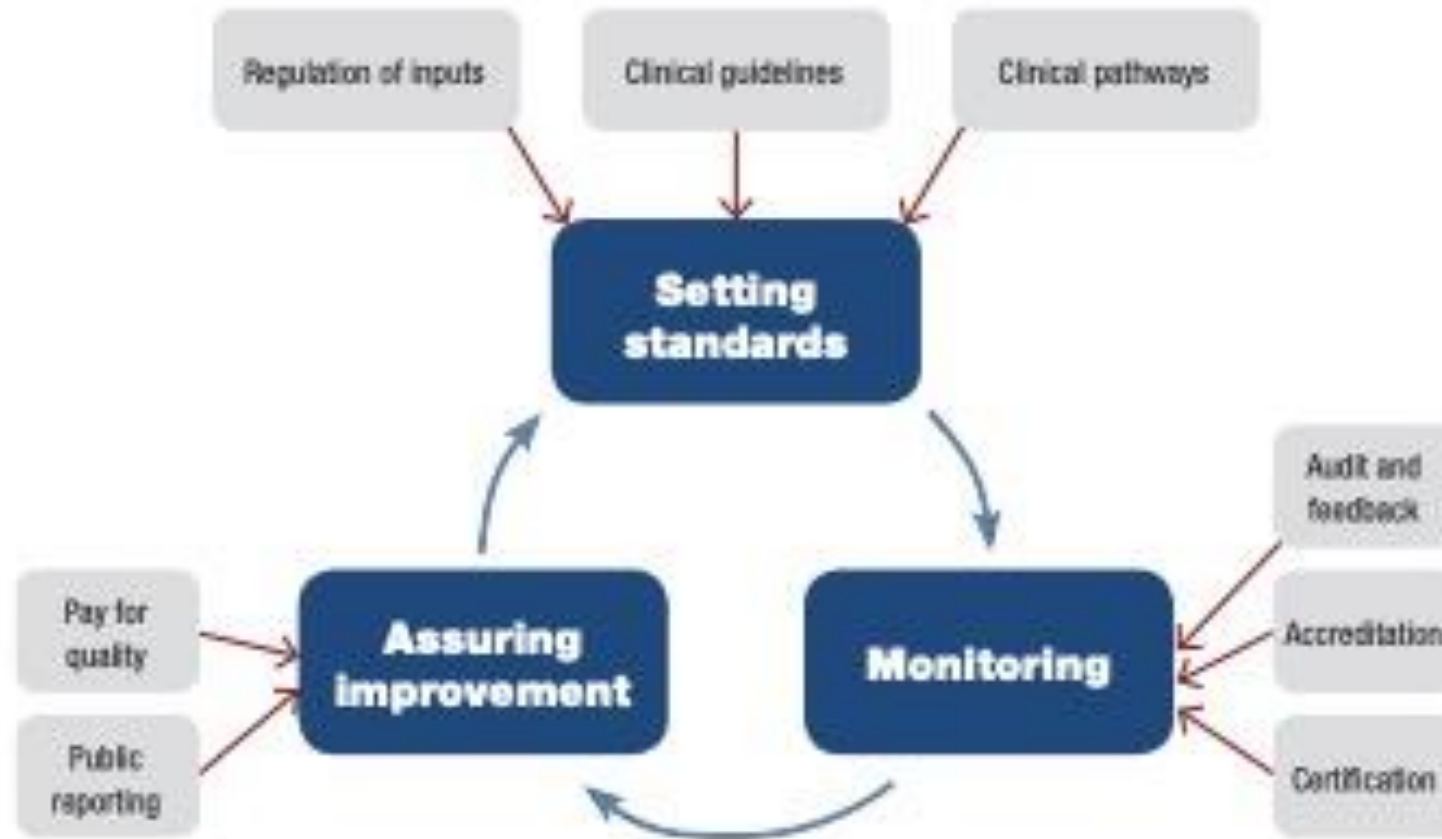 Regulation of inputs
Clinical guidelines
Clinical pathways
Setting
standards
Audit and
feedback
Pay for
quality
Assuring
improvement
Monitoring
Accreditation
Public
reporting
Certification